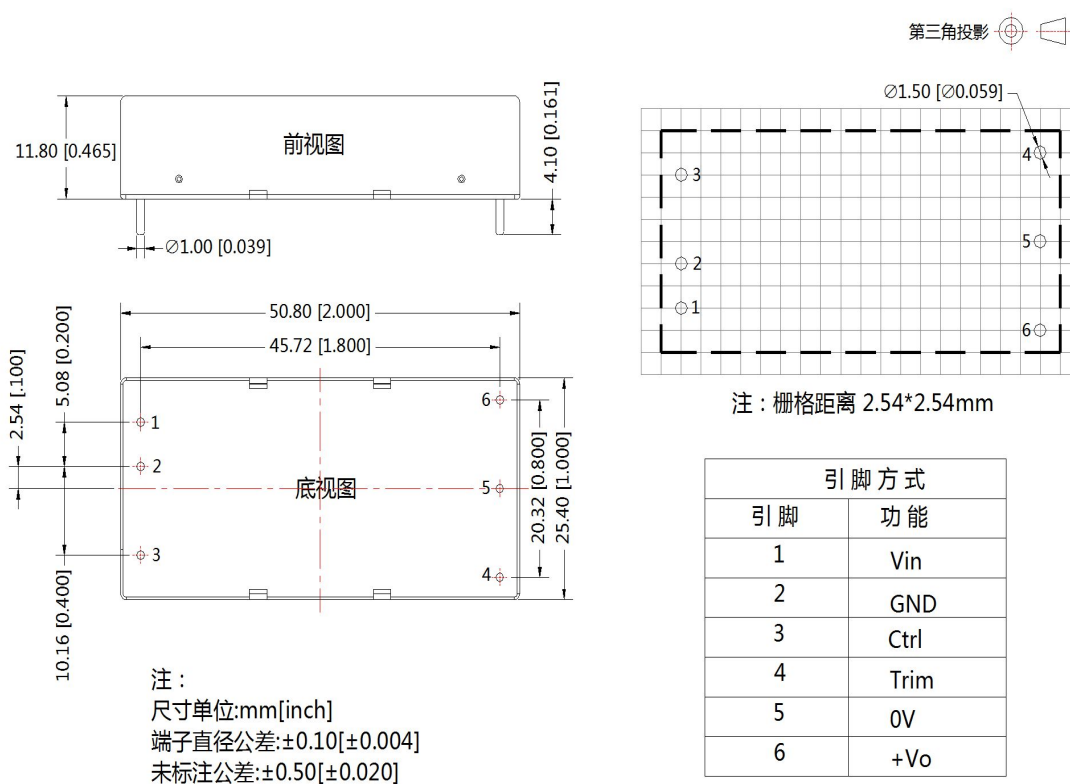 第三角投影
⌀1.50 [⌀0.059]
4.10 [0.161]
11.80 [0.465]
前视图
⌀1.00 [0.039]
4
3
5
2
1
6
注：栅格距离 2.54*2.54mm
50.80 [2.000]
45.72 [1.800]
5.08 [0.200]
2.54 [.100]
10.16 [0.400]
1
2
3
6
5
4
底视图
20.32 [0.800]
25.40 [1.000]
引脚方式
引脚 功能
1 Vin
2 GND
3 Ctrl
4 Trim
5 0V
6 +Vo
注：
尺寸单位:mm[inch]
端子直径公差:±0.10[±0.004]
未标注公差:±0.50[±0.020]